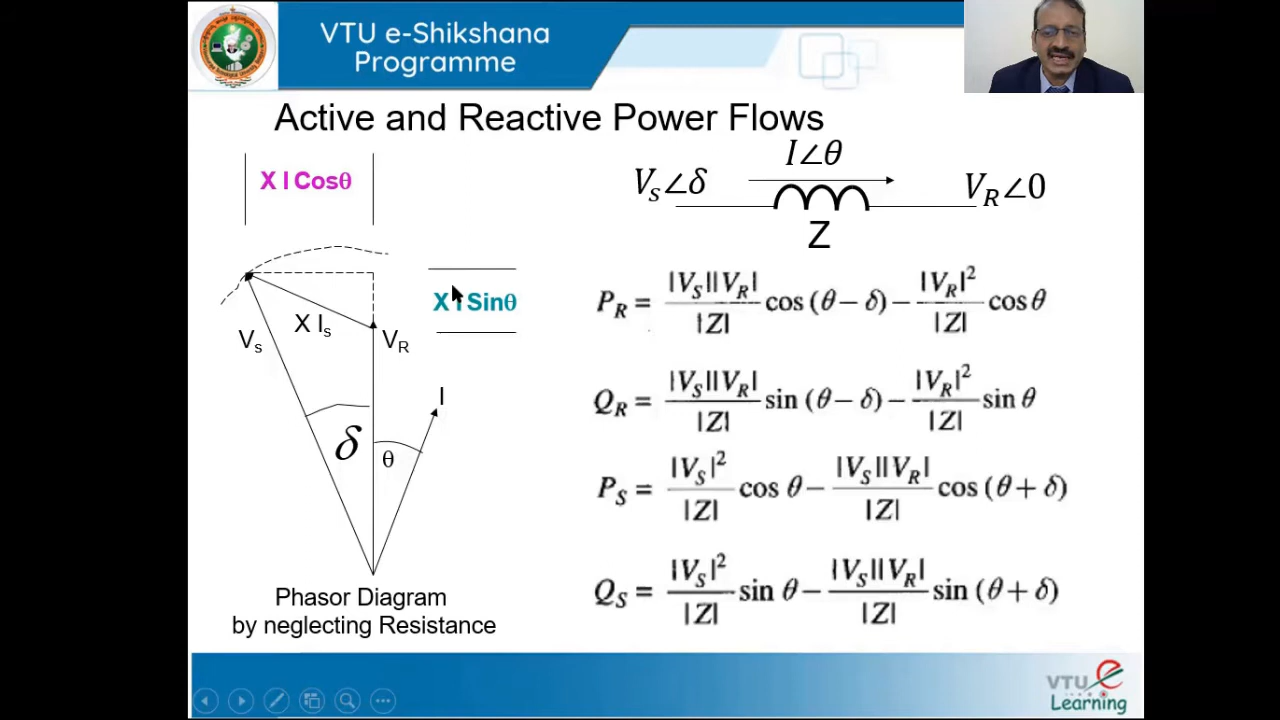 VTU e-Shikshana
Programme
Active and Reactive Power Flows
X I Cosθ
X I Sinθ
V_s
X I_s
V_R
I
δ
θ
Phasor Diagram
by neglecting Resistance
V_s∠δ
I∠θ
V_R∠0
Z
P_R = |V_S||V_R|/|Z| cos (θ − δ) − |V_R|²/|Z| cos θ
Q_R = |V_S||V_R|/|Z| sin (θ − δ) − |V_R|²/|Z| sin θ
P_S = |V_S|²/|Z| cos θ − |V_S||V_R|/|Z| cos (θ + δ)
Q_S = |V_S|²/|Z| sin θ − |V_S||V_R|/|Z| sin (θ + δ)
VTU e
Learning